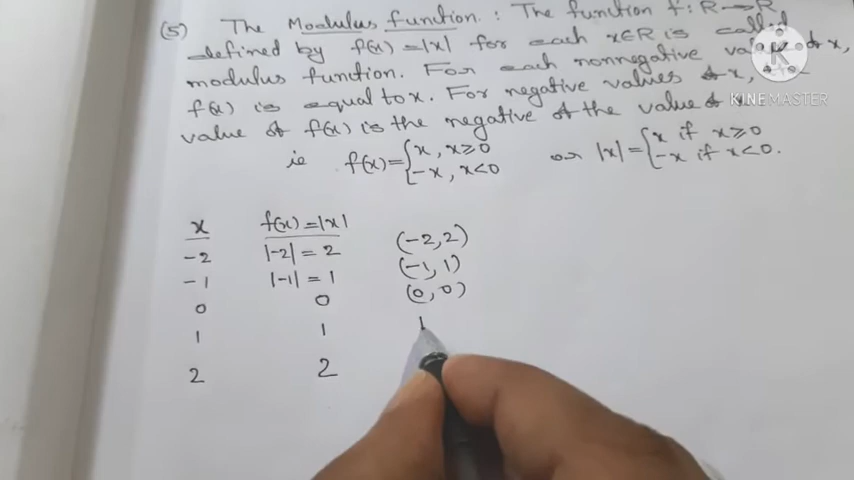 (5) The Modulus function : The function f: R → R
defined by f(x) = |x| for each x∈R is called
modulus function. For each nonnegative value of x,
f(x) is equal to x. For negative values of x, the
value of f(x) is the negative of the value of
ie f(x) = { x, x≥0 or |x| = { x if x≥0
-x, x<0 -x if x<0.
x f(x) = |x|
-2 |-2| = 2 (-2, 2)
-1 |-1| = 1 (-1, 1)
0 0 (0, 0)
1 1
2 2
KINEMASTER